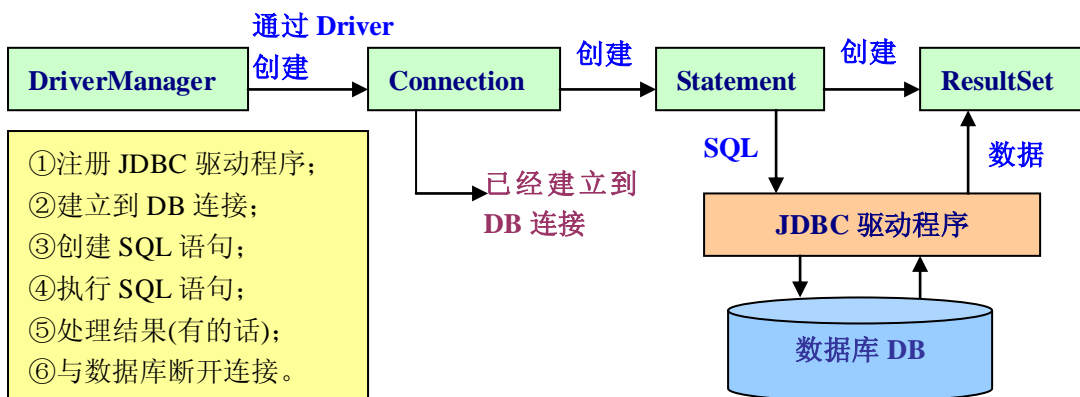 通过 Driver
创建
创建
创建
DriverManager
Connection
Statement
ResultSet
SQL
数据
①注册 JDBC 驱动程序；
②建立到 DB 连接；
③创建 SQL 语句；
④执行 SQL 语句；
⑤处理结果(有的话)；
⑥与数据库断开连接。
已经建立到
DB 连接
JDBC 驱动程序
数据库 DB